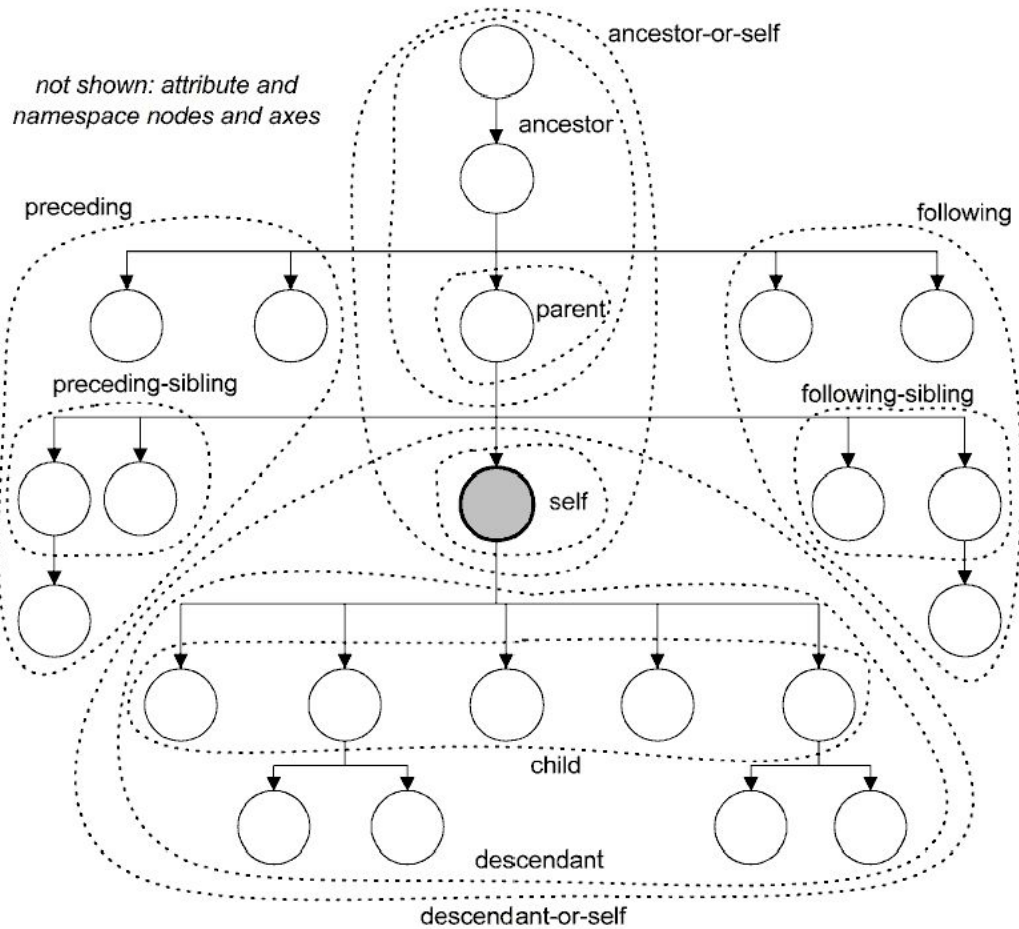 ancestor-or-self
not shown: attribute and
namespace nodes and axes
ancestor
preceding
following
parent
preceding-sibling
following-sibling
self
child
descendant
descendant-or-self